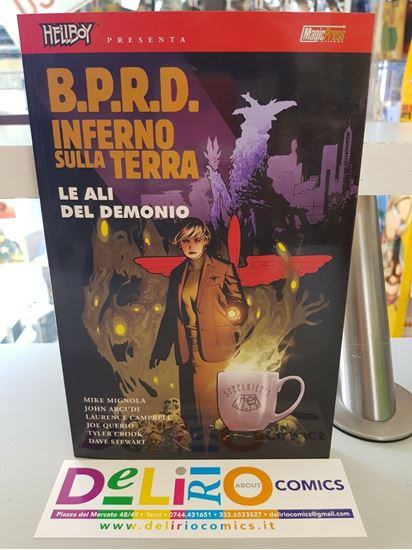 HELLBOY PRESENTA MagicPress
B.P.R.D.
INFERNO
SULLA TERRA
LE ALI
DEL DEMONIO
MIKE MIGNOLA
JOHN ARCUDI
LAURENCE CAMPBELL
JOE QUERIO
TYLER CROOK
DAVE STEWART
DeLiRiO ABOUT COMICS
Piazza del Mercato 48/49 • Terni • 0744.431651 • 335.6533527 • deliriocomics@gmail.com
www.deliriocomics.it